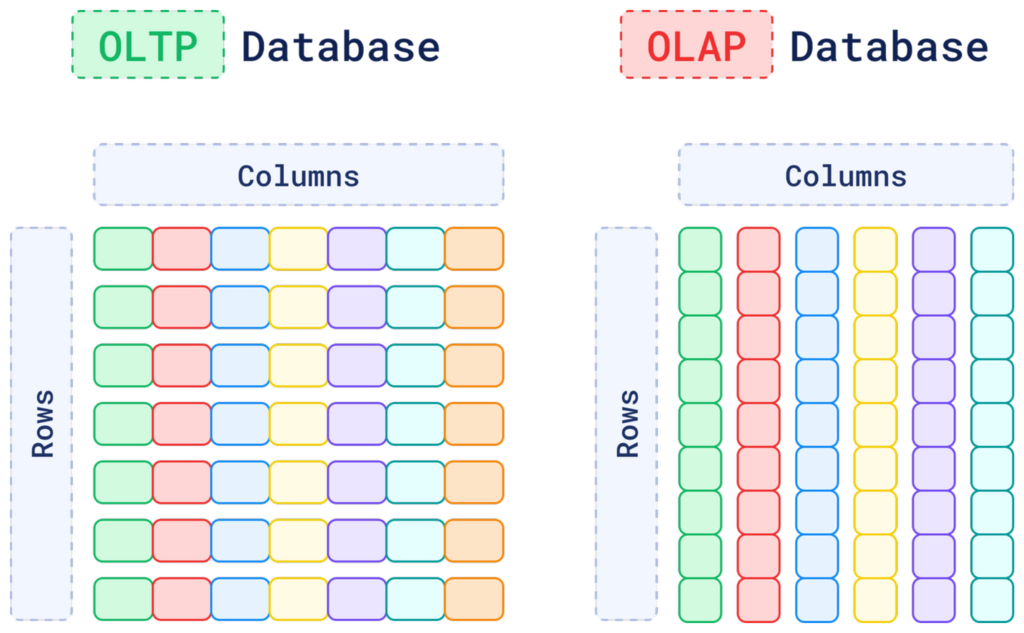 OLTP Database
Columns
Rows
OLAP Database
Columns
Rows